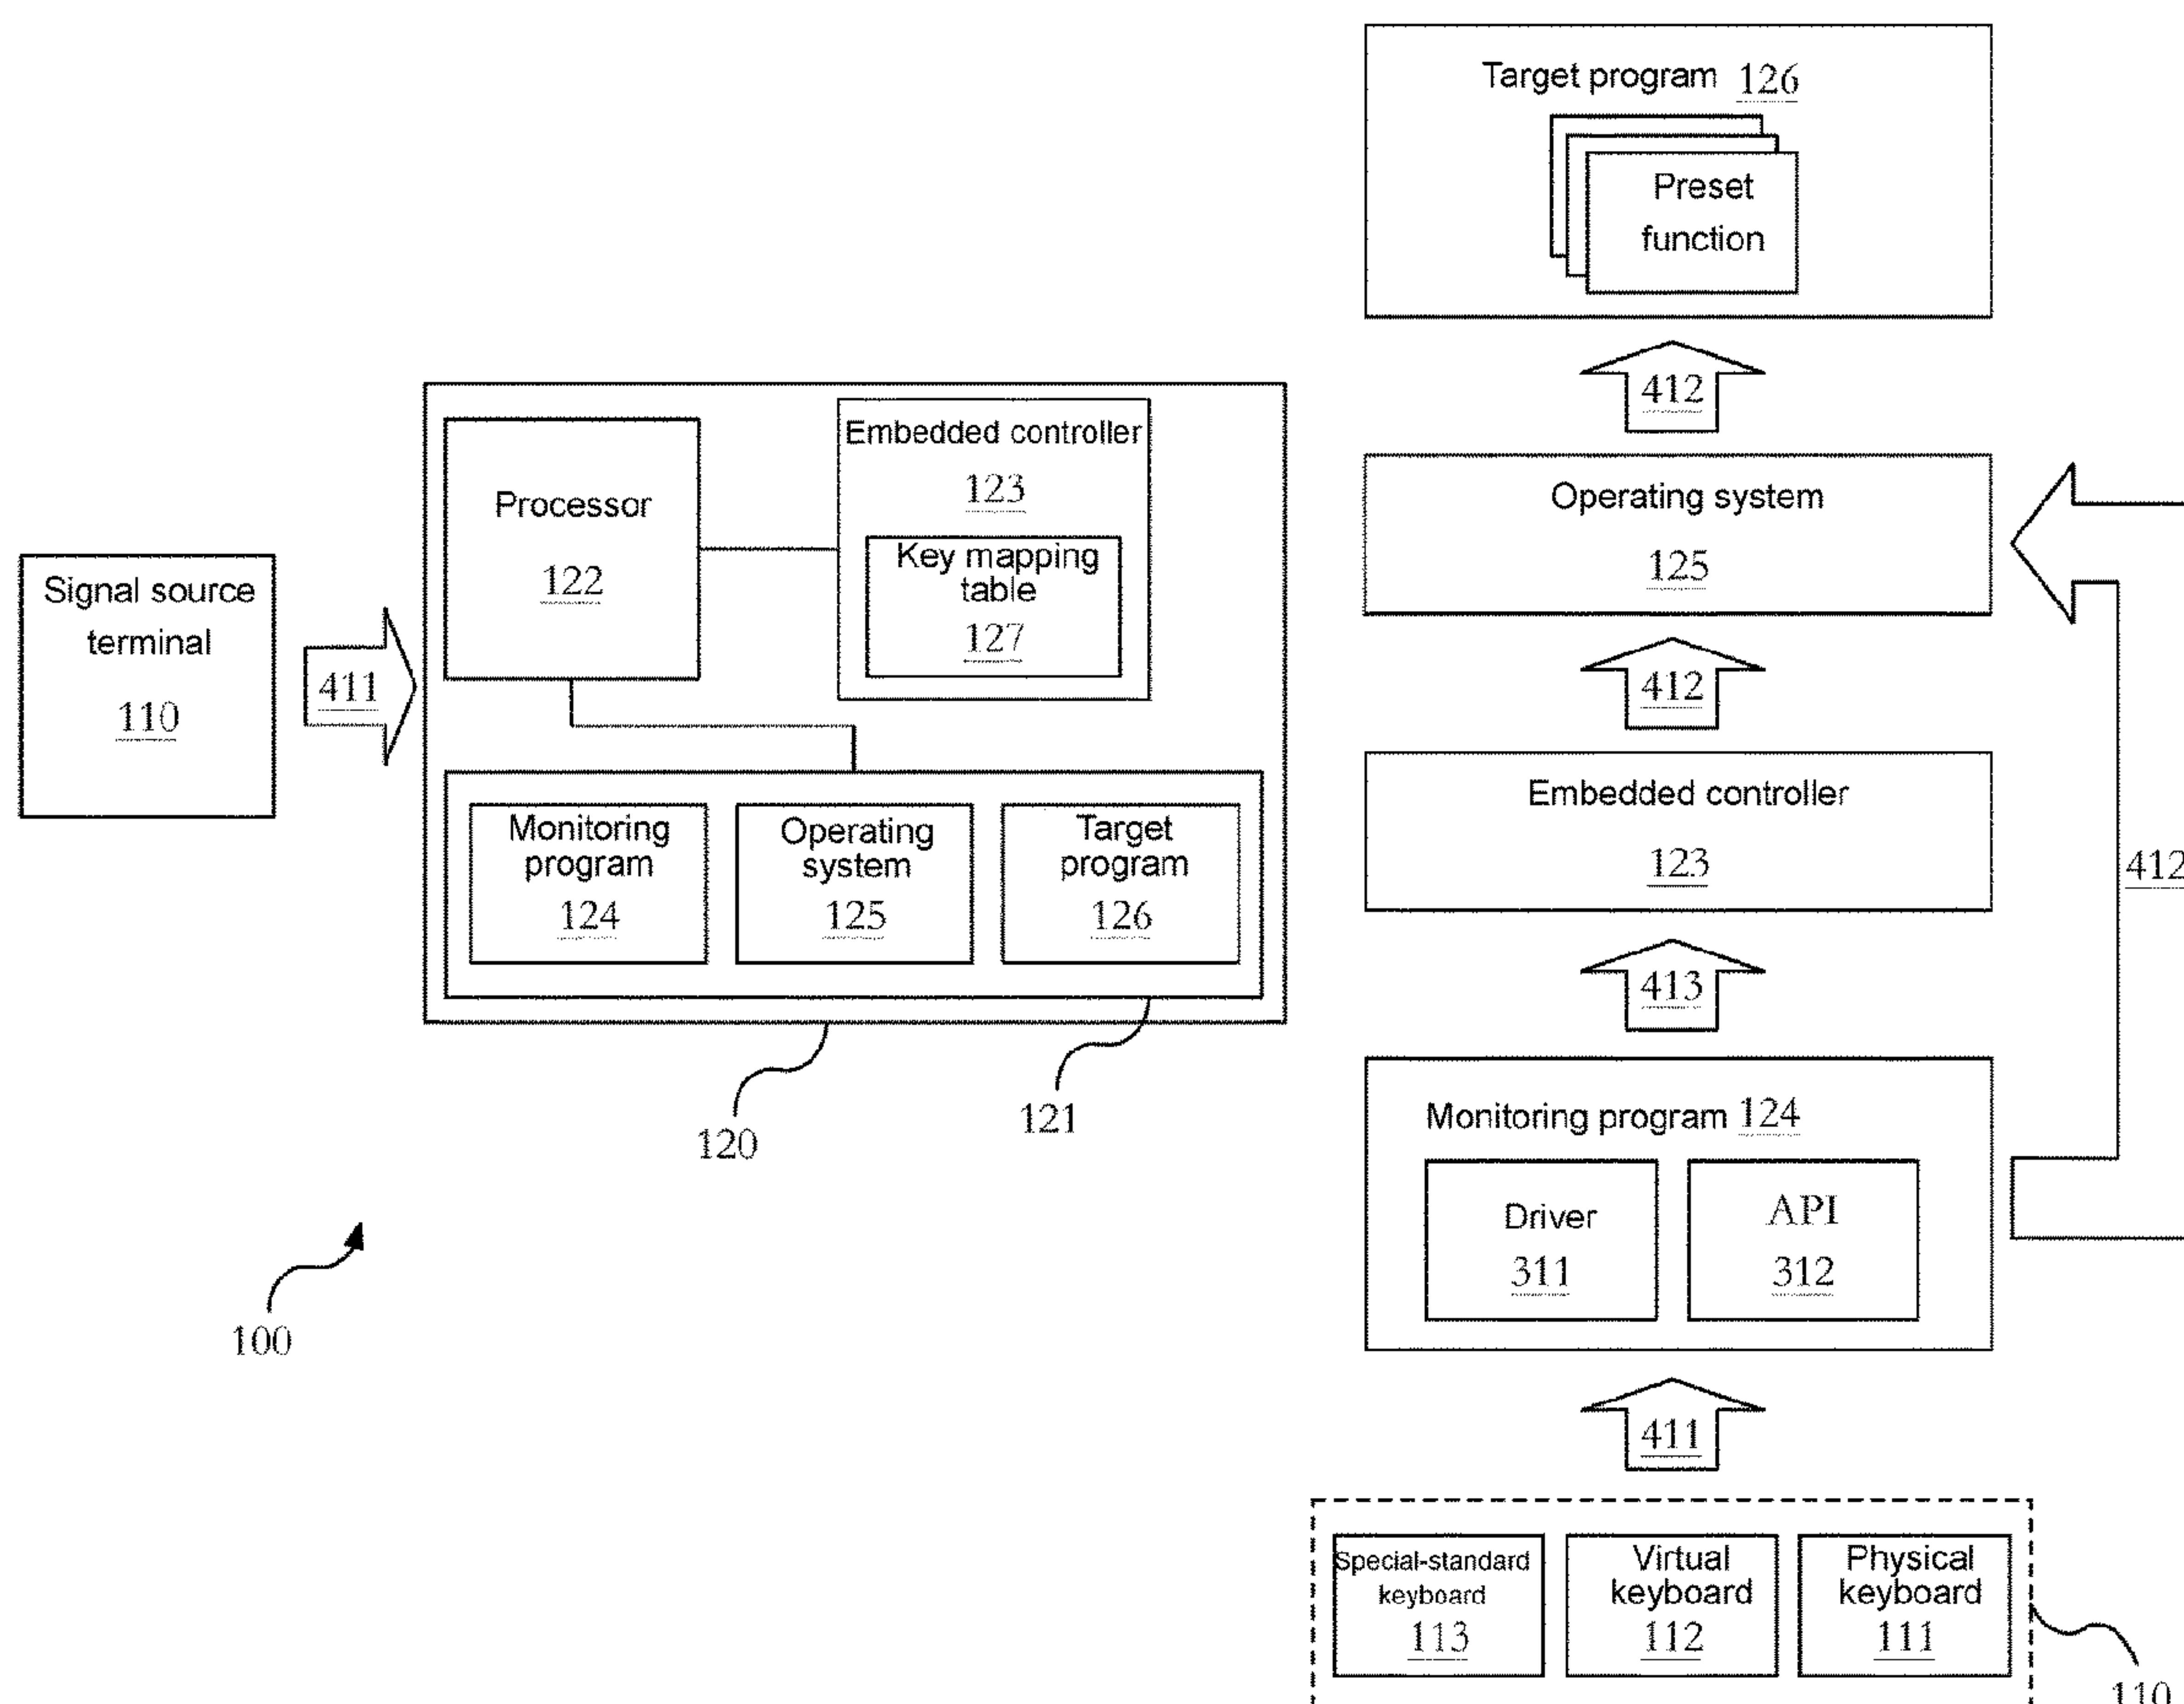 Signal source
terminal
110
411
Processor
122
Embedded controller
123
Key mapping
table
127
Monitoring
program
124
Operating
system
125
Target
program
126
120
121
100
Target program 126
Preset
function
412
Operating system
125
412
Embedded controller
123
412
413
Monitoring program 124
Driver
311
API
312
411
Special-standard
keyboard
113
Virtual
keyboard
112
Physical
keyboard
111
110